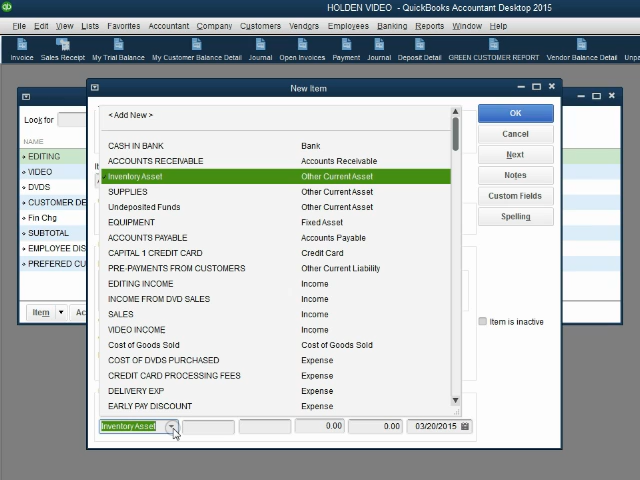 HOLDEN VIDEO - QuickBooks Accountant Desktop 2015
File Edit View Lists Favorites Accountant Company Customers Vendors Employees Banking Reports Window Help
Invoice Sales Receipt My Trial Balance My Customer Balance Detail Journal Open Invoices Payment Journal Deposit Detail GREEN CUSTOMER REPORT Vendor Balance Detail Unpa
New Item
Look for
NAME
EDITING
VIDEO
DVDS
CUSTOMER DE
Fin Chg
SUBTOTAL
EMPLOYEE DIS
PREFERED CU
Item Ac
< Add New >
CASH IN BANK Bank
ACCOUNTS RECEIVABLE Accounts Receivable
Inventory Asset Other Current Asset
SUPPLIES Other Current Asset
Undeposited Funds Other Current Asset
EQUIPMENT Fixed Asset
ACCOUNTS PAYABLE Accounts Payable
CAPITAL 1 CREDIT CARD Credit Card
PRE-PAYMENTS FROM CUSTOMERS Other Current Liability
EDITING INCOME Income
INCOME FROM DVD SALES Income
SALES Income
VIDEO INCOME Income
Cost of Goods Sold Cost of Goods Sold
COST OF DVDS PURCHASED Expense
CREDIT CARD PROCESSING FEES Expense
DELIVERY EXP Expense
EARLY PAY DISCOUNT Expense
Inventory Asset 0.00 0.00 03/20/2015
OK
Cancel
Next
Notes
Custom Fields
Spelling
Item is inactive